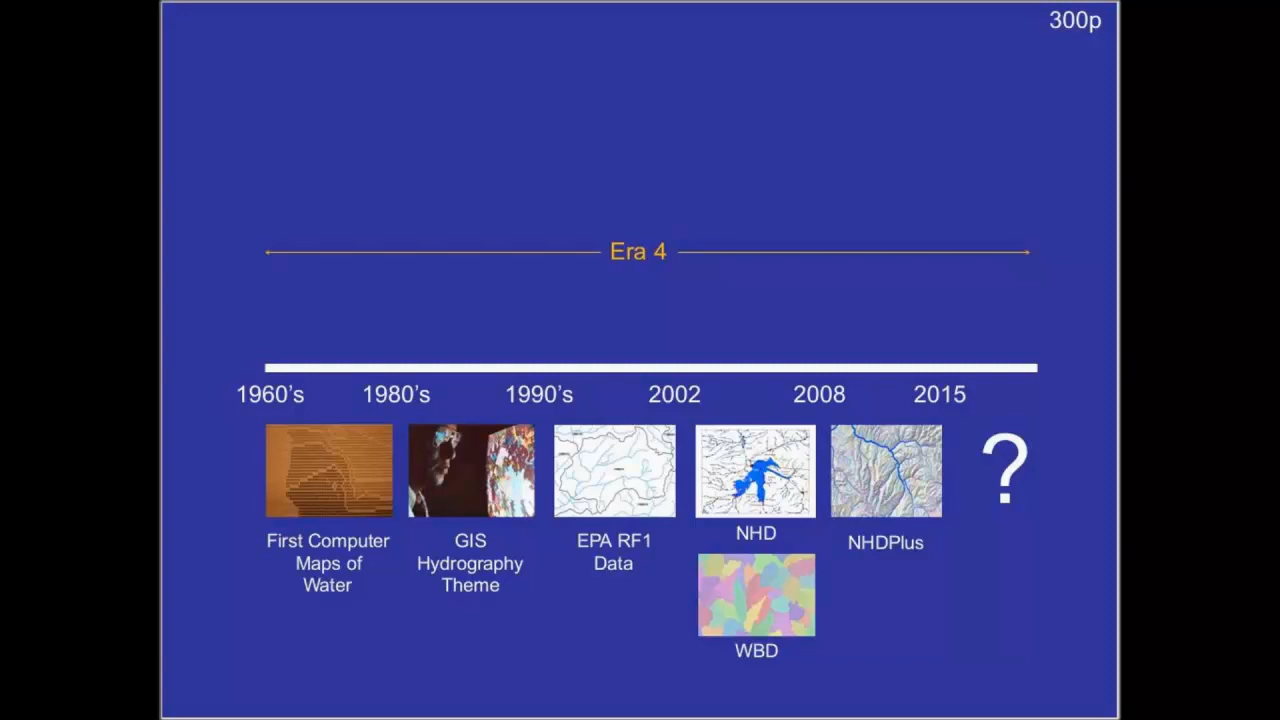 300p
Era 4
1960’s
1980’s
1990’s
2002
2008
2015
First Computer
Maps of
Water
GIS
Hydrography
Theme
EPA RF1
Data
NHD
NHDPlus
?
WBD